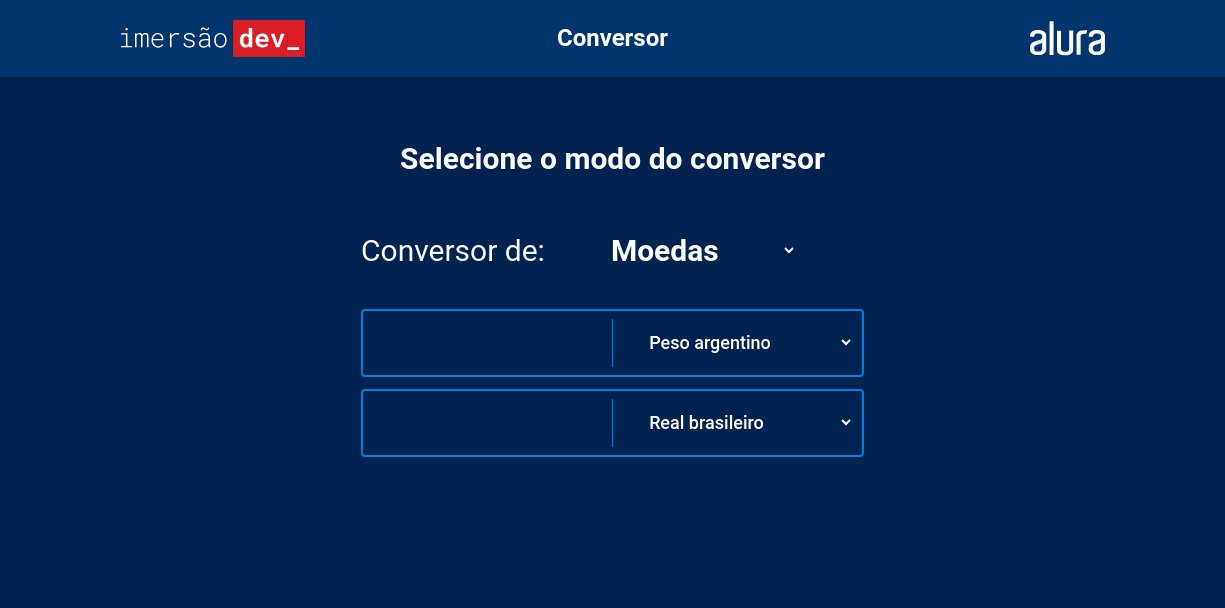 imersão dev_
Conversor
alura
Selecione o modo do conversor
Conversor de: Moedas
Peso argentino
Real brasileiro